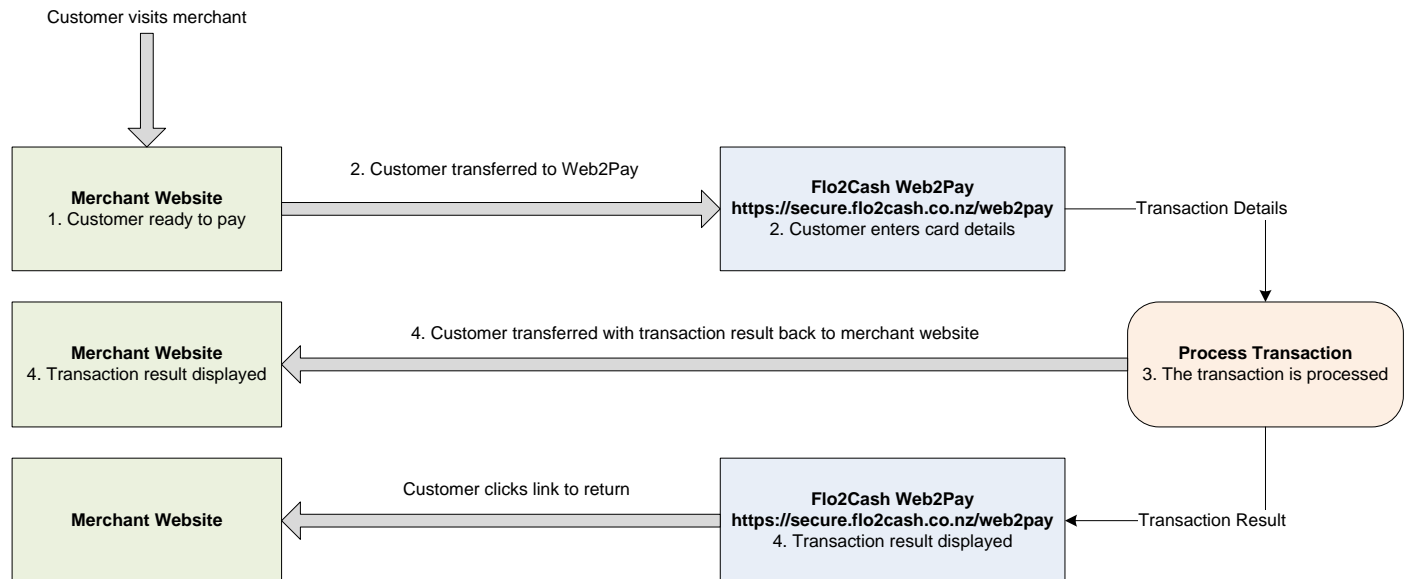 Customer visits merchant
Merchant Website
1. Customer ready to pay
2. Customer transferred to Web2Pay
Flo2Cash Web2Pay
https://secure.flo2cash.co.nz/web2pay
2. Customer enters card details
Transaction Details
Merchant Website
4. Transaction result displayed
4. Customer transferred with transaction result back to merchant website
Process Transaction
3. The transaction is processed
Merchant Website
Customer clicks link to return
Flo2Cash Web2Pay
https://secure.flo2cash.co.nz/web2pay
4. Transaction result displayed
Transaction Result